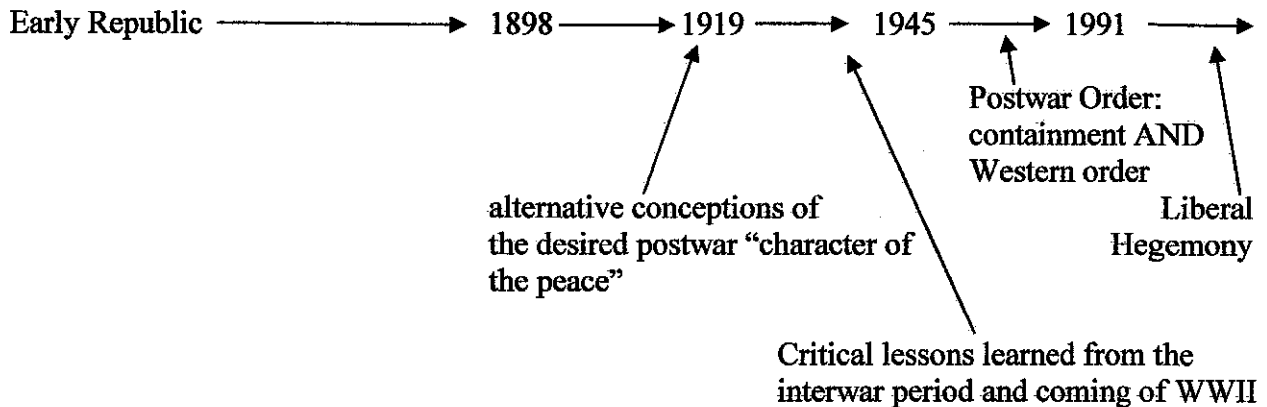 Early Republic 1898 1919 1945 1991
Postwar Order:
containment AND
Western order
alternative conceptions of
the desired postwar “character of
the peace”
Liberal
Hegemony
Critical lessons learned from the
interwar period and coming of WWII